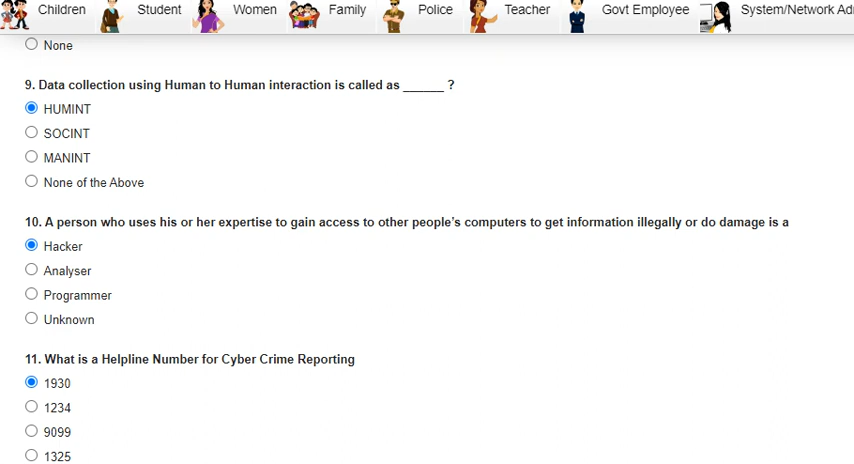 Children Student Women Family Police Teacher Govt Employee System/Network Ad
None
9. Data collection using Human to Human interaction is called as ______ ?
HUMINT
SOCINT
MANINT
None of the Above
10. A person who uses his or her expertise to gain access to other people's computers to get information illegally or do damage is a
Hacker
Analyser
Programmer
Unknown
11. What is a Helpline Number for Cyber Crime Reporting
1930
1234
9099
1325